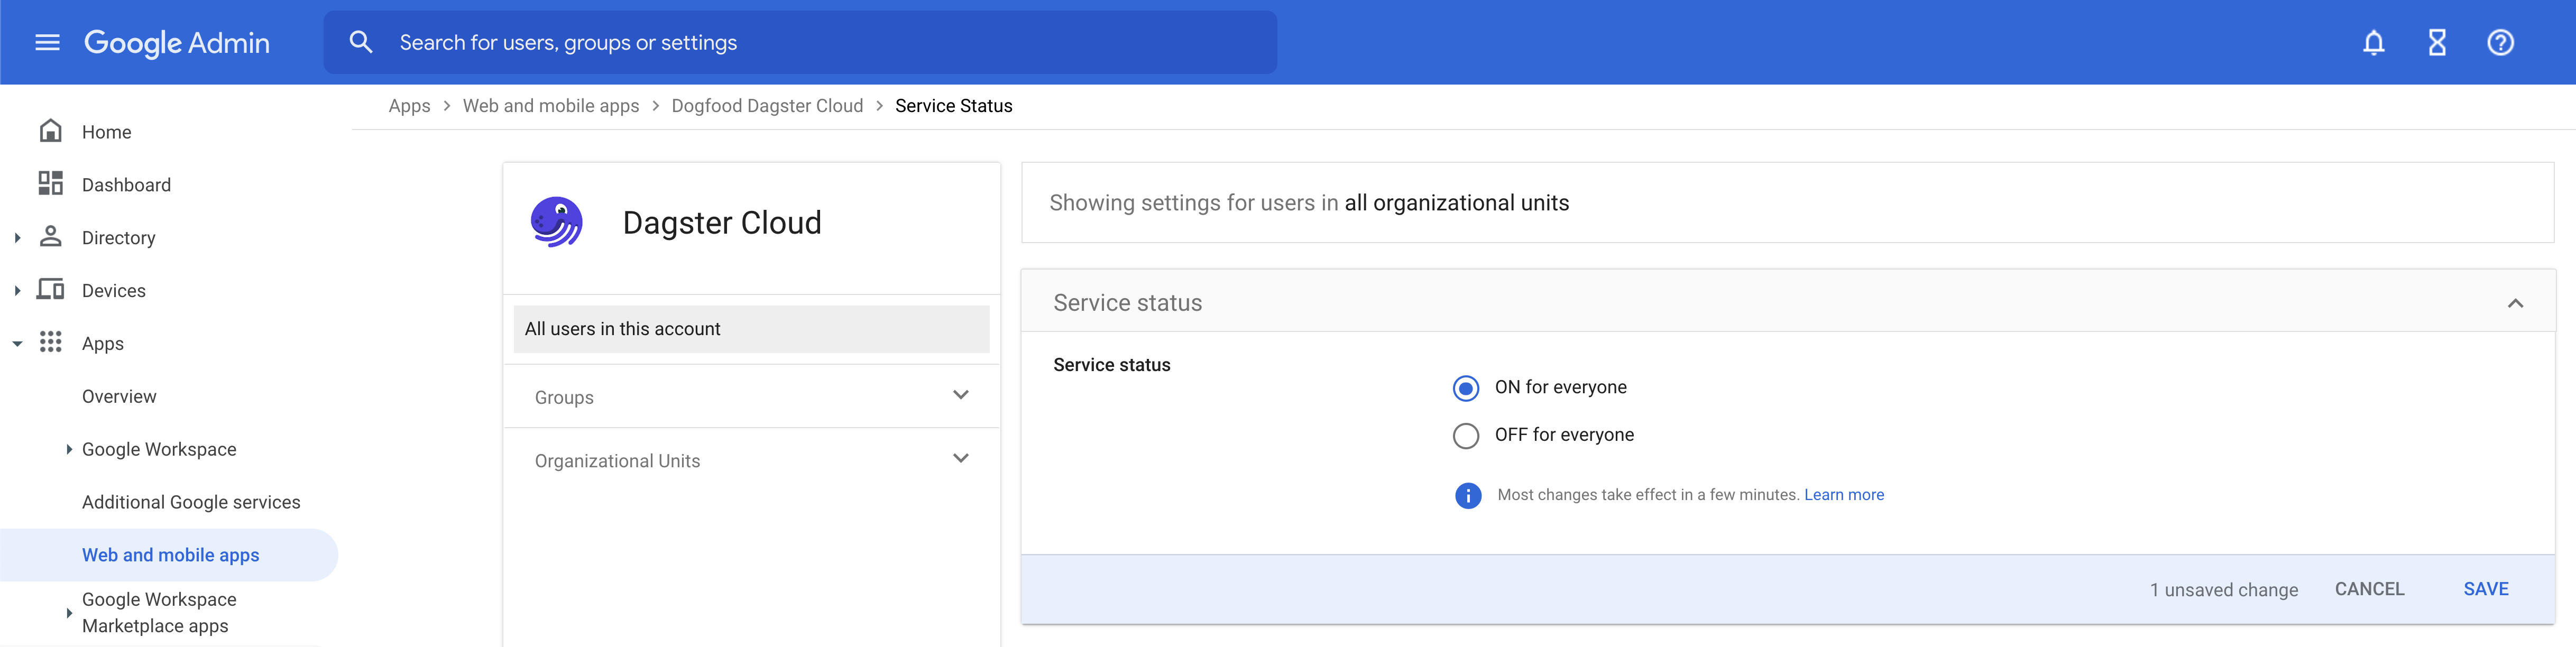 Google Admin
Search for users, groups or settings
Apps > Web and mobile apps > Dogfood Dagster Cloud > Service Status
Home
Dashboard
Directory
Devices
Apps
Overview
Google Workspace
Additional Google services
Web and mobile apps
Google Workspace
Marketplace apps
Dagster Cloud
All users in this account
Groups
Organizational Units
Showing settings for users in all organizational units
Service status
Service status
ON for everyone
OFF for everyone
Most changes take effect in a few minutes. Learn more
1 unsaved change CANCEL SAVE